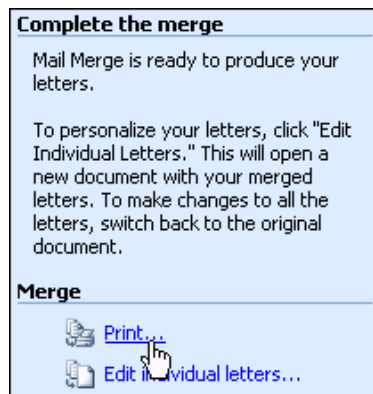 Complete the merge
Mail Merge is ready to produce your
letters.
To personalize your letters, click "Edit
Individual Letters." This will open a
new document with your merged
letters. To make changes to all the
letters, switch back to the original
document.
Merge
Print...
Edit individual letters...